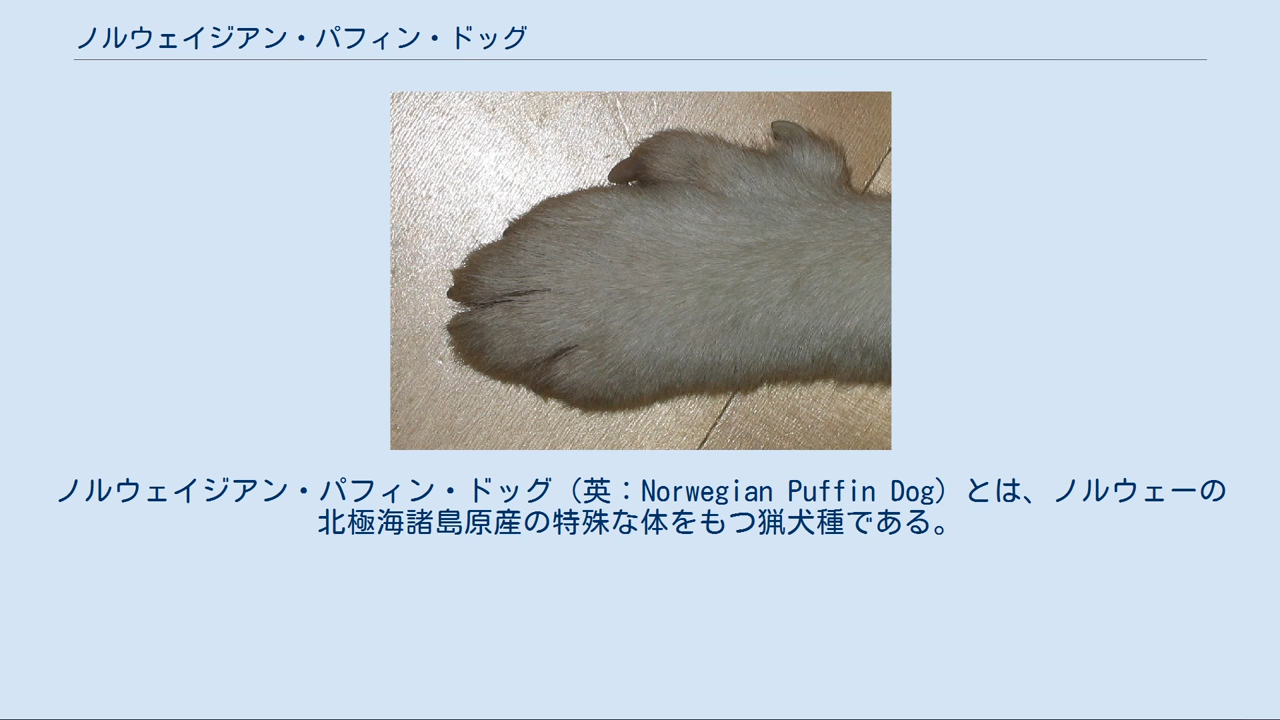 ノルウェイジアン・パフィン・ドッグ
ノルウェイジアン・パフィン・ドッグ（英：Norwegian Puffin Dog）とは、ノルウェーの
北極海諸島原産の特殊な体をもつ猟犬種である。